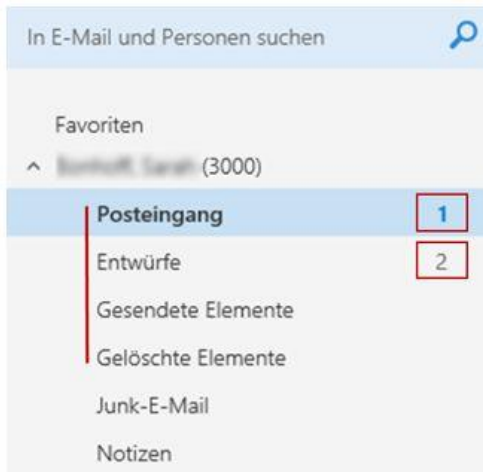 In E-Mail und Personen suchen
Favoriten
(3000)
Posteingang 1
Entwürfe 2
Gesendete Elemente
Gelöschte Elemente
Junk-E-Mail
Notizen